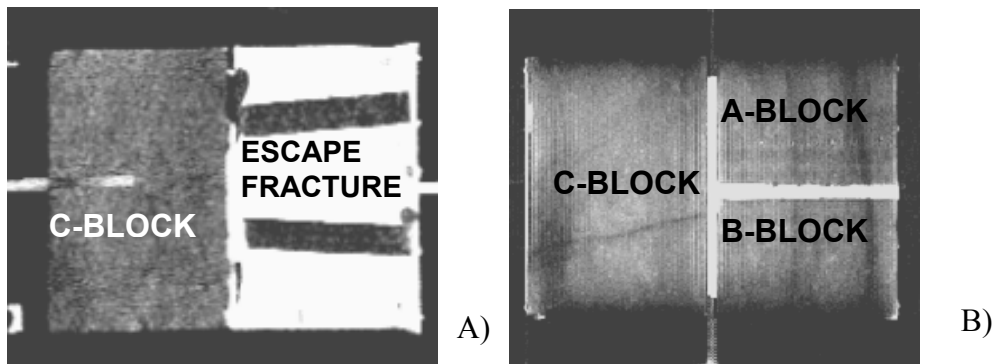 ESCAPE
FRACTURE
C-BLOCK
A)
A-BLOCK
C-BLOCK
B-BLOCK
B)